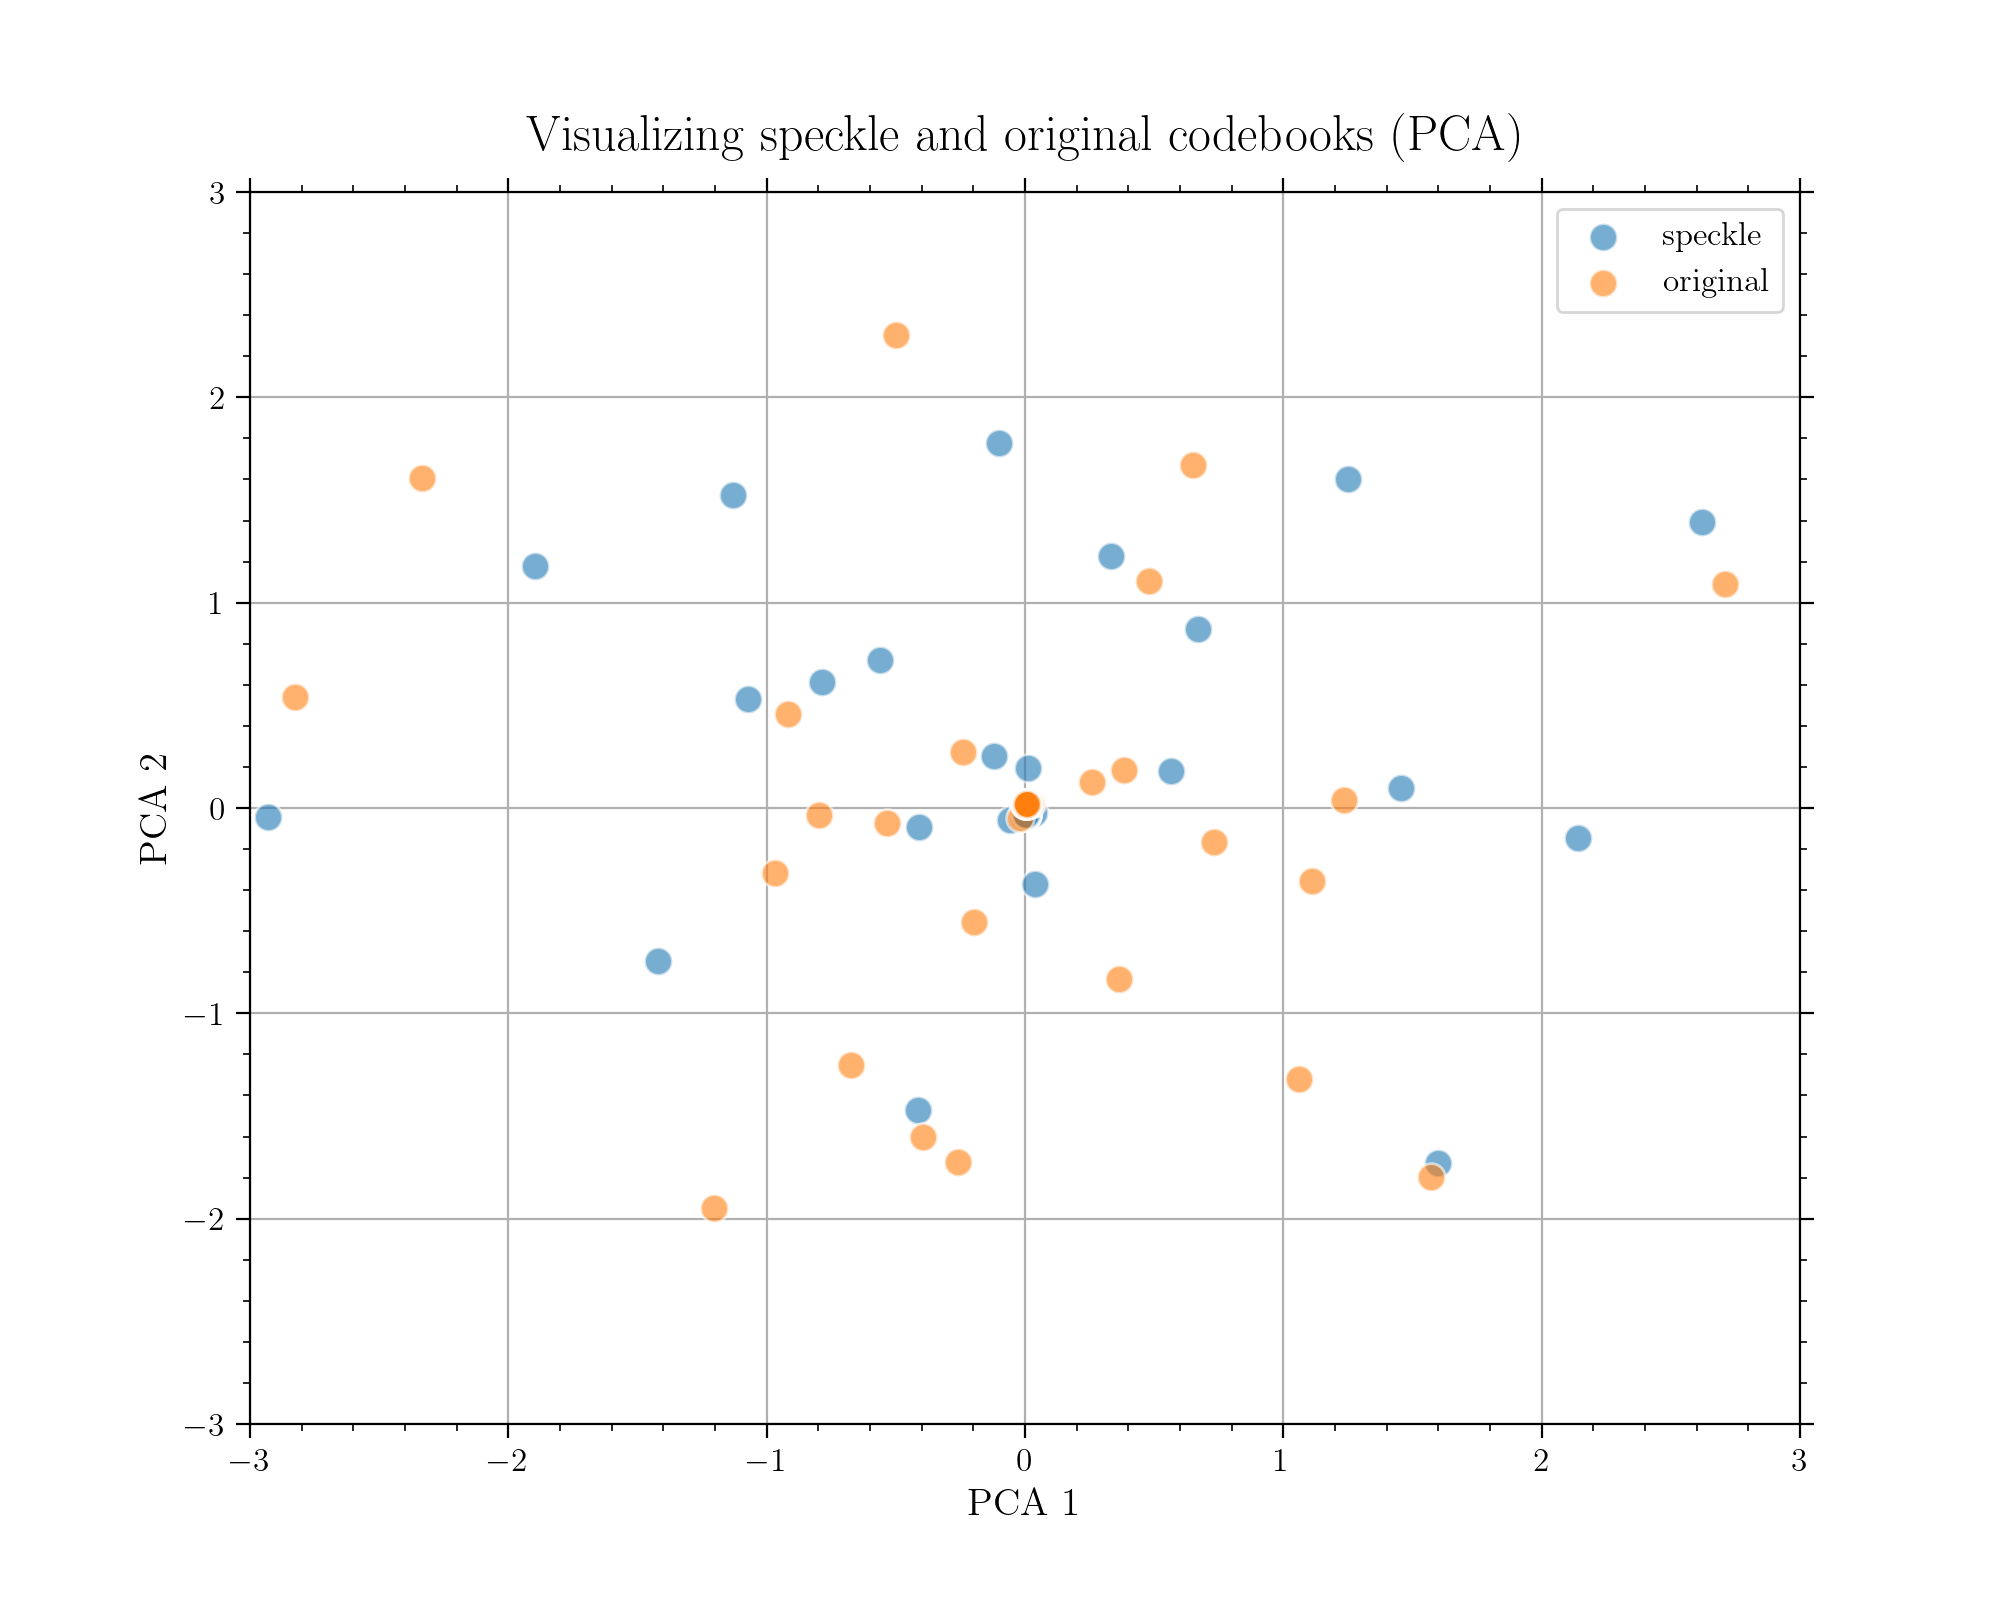 Visualizing speckle and original codebooks (PCA)
speckle
original
3
2
1
0
−1
−2
−3
PCA 2
−3
−2
−1
0
1
2
3
PCA 1